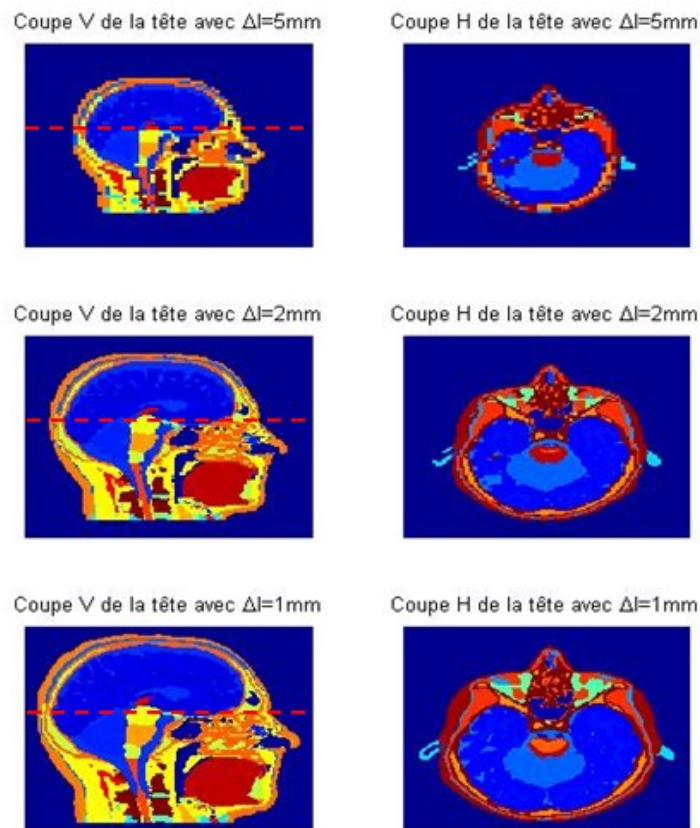 Coupe V de la tête avec Δl=5mm
Coupe H de la tête avec Δl=5mm
Coupe V de la tête avec Δl=2mm
Coupe H de la tête avec Δl=2mm
Coupe V de la tête avec Δl=1mm
Coupe H de la tête avec Δl=1mm